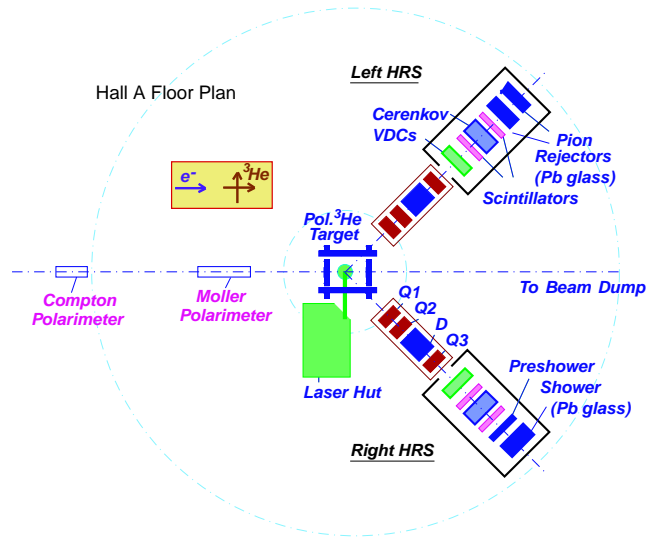 Left HRS
Hall A Floor Plan
Cerenkov
VDCs
Pion
Rejectors
(Pb glass)
Scintillators
e-
3He
Pol.3He
Target
To Beam Dump
Compton
Polarimeter
Moller
Polarimeter
Q1
Q2
D
Q3
Laser Hut
Preshower
Shower
(Pb glass)
Right HRS